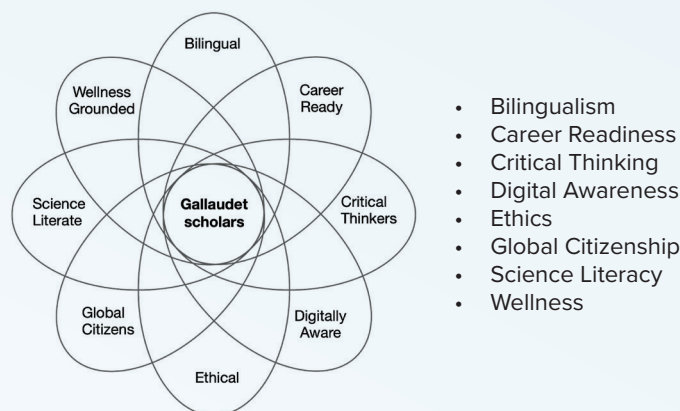 Bilingual
Career
Ready
Wellness
Grounded
Critical
Thinkers
Gallaudet
scholars
Science
Literate
Digitally
Aware
Global
Citizens
Ethical
• Bilingualism
• Career Readiness
• Critical Thinking
• Digital Awareness
• Ethics
• Global Citizenship
• Science Literacy
• Wellness